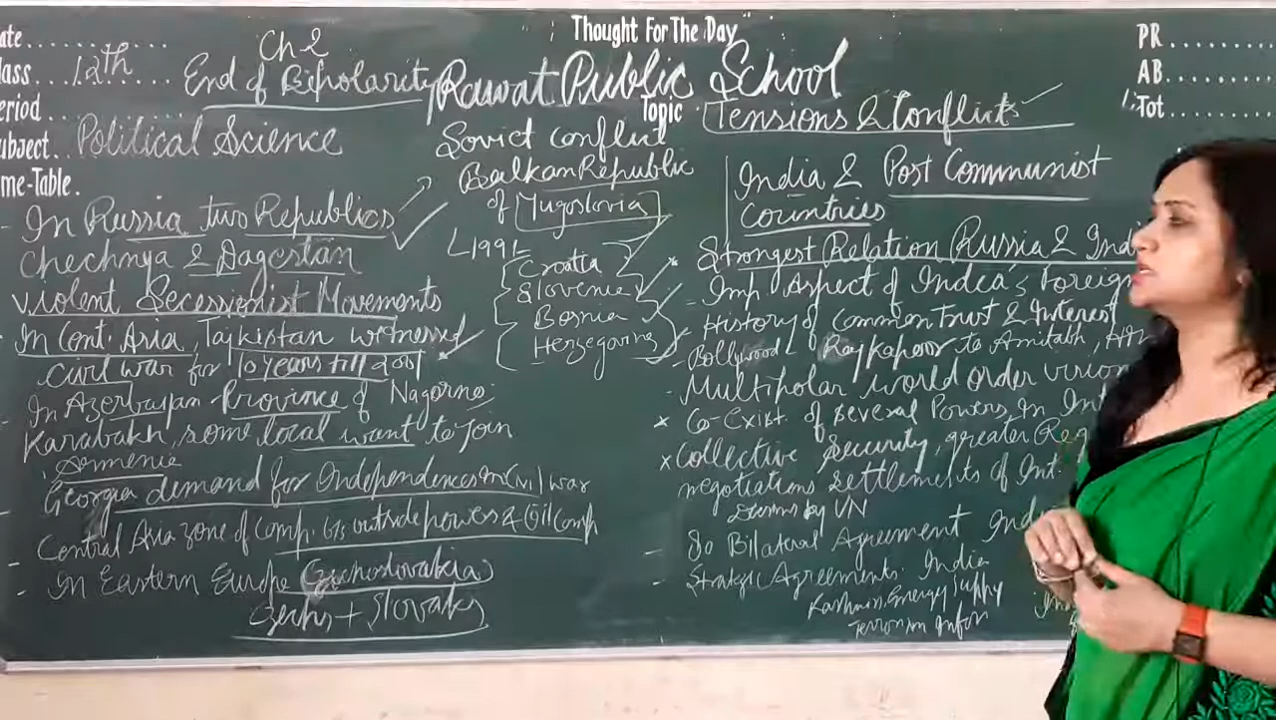 Thought For The Day
ate
lass 12th
eriod
ubject Political Science
me-Table
PR
AB
Tot
Topic
Ch 2
End of Bipolarity
Rawat Public School
Tensions & Conflicts
In Russia two Republics
Chechnya & Dagestan
violent Secessionist Movements
In Cent. Asia, Tajkistan witnessed
civil war for 10 years till 2001
In Azerbaijan Province of Nagorno
Karabakh, some local want to join
Armenia
Georgia demand for Independence in civil war
Central Asia zone of Comp. b/s outside powers & Oil Comp
In Eastern Europe Czechoslovakia
Czechs + Slovaks
Soviet conflict
Balkan Republic
of Yugoslovia
1991
Croatia
Slovenia
Bosnia
India & Post Communist
Countries
Strongest Relation Russia & Ind
Imp. Aspect of India's Foreign
History of Common Trust & Interest
Bollywood - Rajkapoor to Amitabh,
Multipolar world order vision
Co-Exist of several Powers in Int
Collective Security, greater Reg
negotiations settlements of Int.
by UN
80 Bilateral Agreement Indi
Strategic Agreements. India
Kashmir, Energy Supply
Terrorism Infor